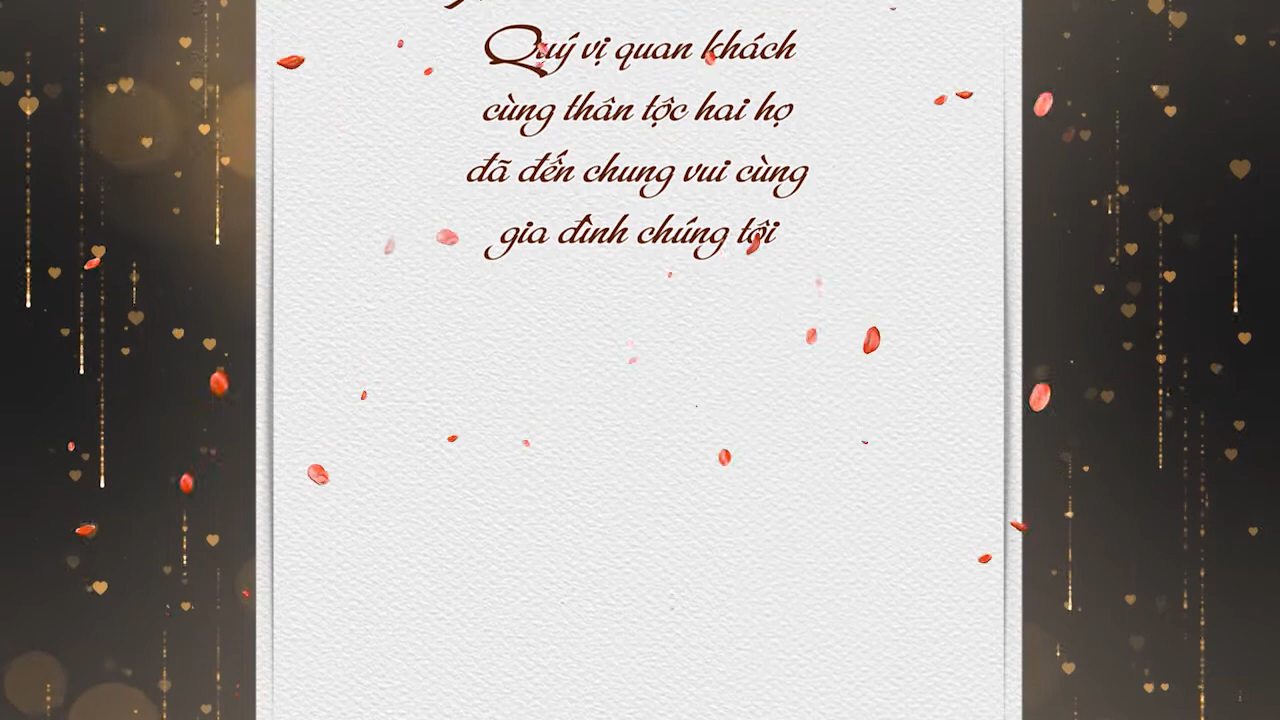 Quý vị quan khách
cùng thân tộc hai họ
đã đến chung vui cùng
gia đình chúng tôi